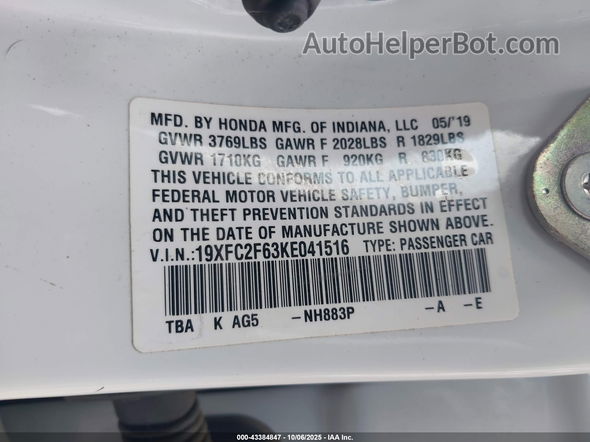 AutoHelperBot.com
MFD. BY HONDA MFG. OF INDIANA, LLC 05/'19
GVWR 3769LBS GAWR F 2028LBS R 1829LBS
GVWR 1710KG GAWR F 920KG R 830KG
THIS VEHICLE CONFORMS TO ALL APPLICABLE
FEDERAL MOTOR VEHICLE SAFETY, BUMPER,
AND THEFT PREVENTION STANDARDS IN EFFECT
ON THE DATE OF MANUFACTURE SHOWN ABOVE.
V.I.N.:19XFC2F63KE041516 TYPE: PASSENGER CAR
TBA K AG5 -NH883P -A -E
000-43384847 10/06/2025 IAA Inc.